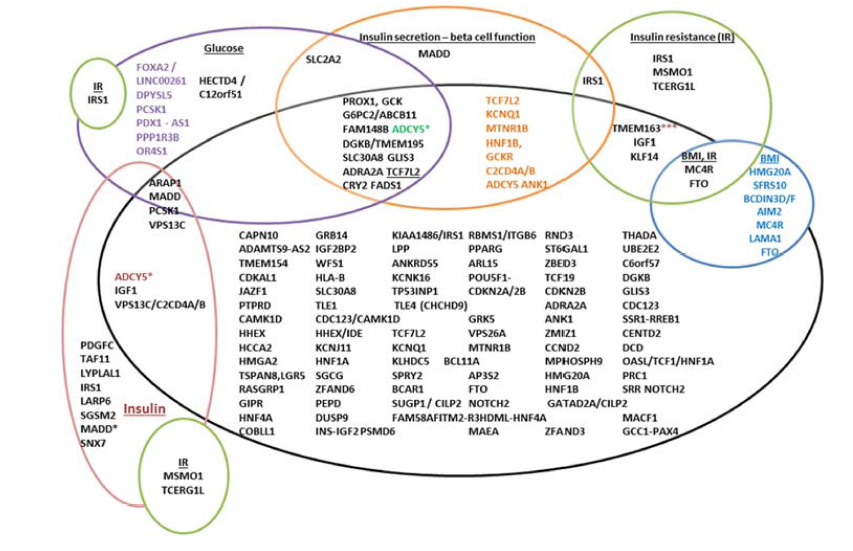 Glucose
Insulin secretion – beta cell function
Insulin resistance (IR)
SLC2A2
MADD
IRS1
MSMO1
TCERG1L
IR
IRS1
FOXA2 /
LINC00261
DPYSL5
PCSK1
PDX1 - AS1
PPP1R3B
OR4S1
HECTD4 /
C12orf51
IRS1
PROX1, GCK
G6PC2/ABCB11
FAM148B ADCY5*
DGKB/TMEM195
SLC30A8 GLIS3
ADRA2A TCF7L2
CRY2 FADS1
TCF7L2
KCNQ1
MTNR1B
HNF1B,
GCKR
C2CD4A/B
ADCY5 ANK1
TMEM163***
IGF1
KLF14
BMI, IR
MC4R
FTO
BMI
HMG20A
SFRS10
BCDIN3D/F
AIM2
MC4R
LAMA1
FTO
ARAP1
MADD
PCSK1
VPS13C
ADCY5*
IGF1
VPS13C/C2CD4A/B
CAPN10 GRB14 KIAA1486/IRS1 RBMS1/ITGB6 RND3 THADA
ADAMTS9-AS2 IGF2BP2 LPP PPARG ST6GAL1 UBE2E2
TMEM154 WFS1 ANKRD55 ARL15 ZBED3 C6orf57
CDKAL1 HLA-B KCNK16 POU5F1- TCF19 DGKB
JAZF1 SLC30A8 TP53INP1 CDKN2A/2B CDKN2B GLIS3
PTPRD TLE1 TLE4 (CHCHD9) ADRA2A CDC123
CAMK1D CDC123/CAMK1D GRK5 ANK1 SSR1-RREB1
HHEX HHEX/IDE TCF7L2 VPS26A ZMIZ1 CENTD2
HCCA2 KCNJ11 KCNQ1 MTNR1B CCND2 DCD
HMGA2 HNF1A KLHDC5 BCL11A MPHOSPH9 OASL/TCF1/HNF1A
TSPAN8,LGR5 SGCG SPRY2 AP3S2 HMG20A PRC1
RASGRP1 ZFAND6 BCAR1 FTO HNF1B SRR NOTCH2
GIPR PEPD SUGP1/ CILP2 NOTCH2 GATAD2A/CILP2
HNF4A DUSP9 FAM58AFITM2-R3HDML-HNF4A MACF1
COBLL1 INS-IGF2 PSMD6 MAEA ZFAND3 GCC1-PAX4
PDGFC
TAF11
LYPLAL1
IRS1
LARP6
SGSM2
MADD*
SNX7
Insulin
IR
MSMO1
TCERG1L